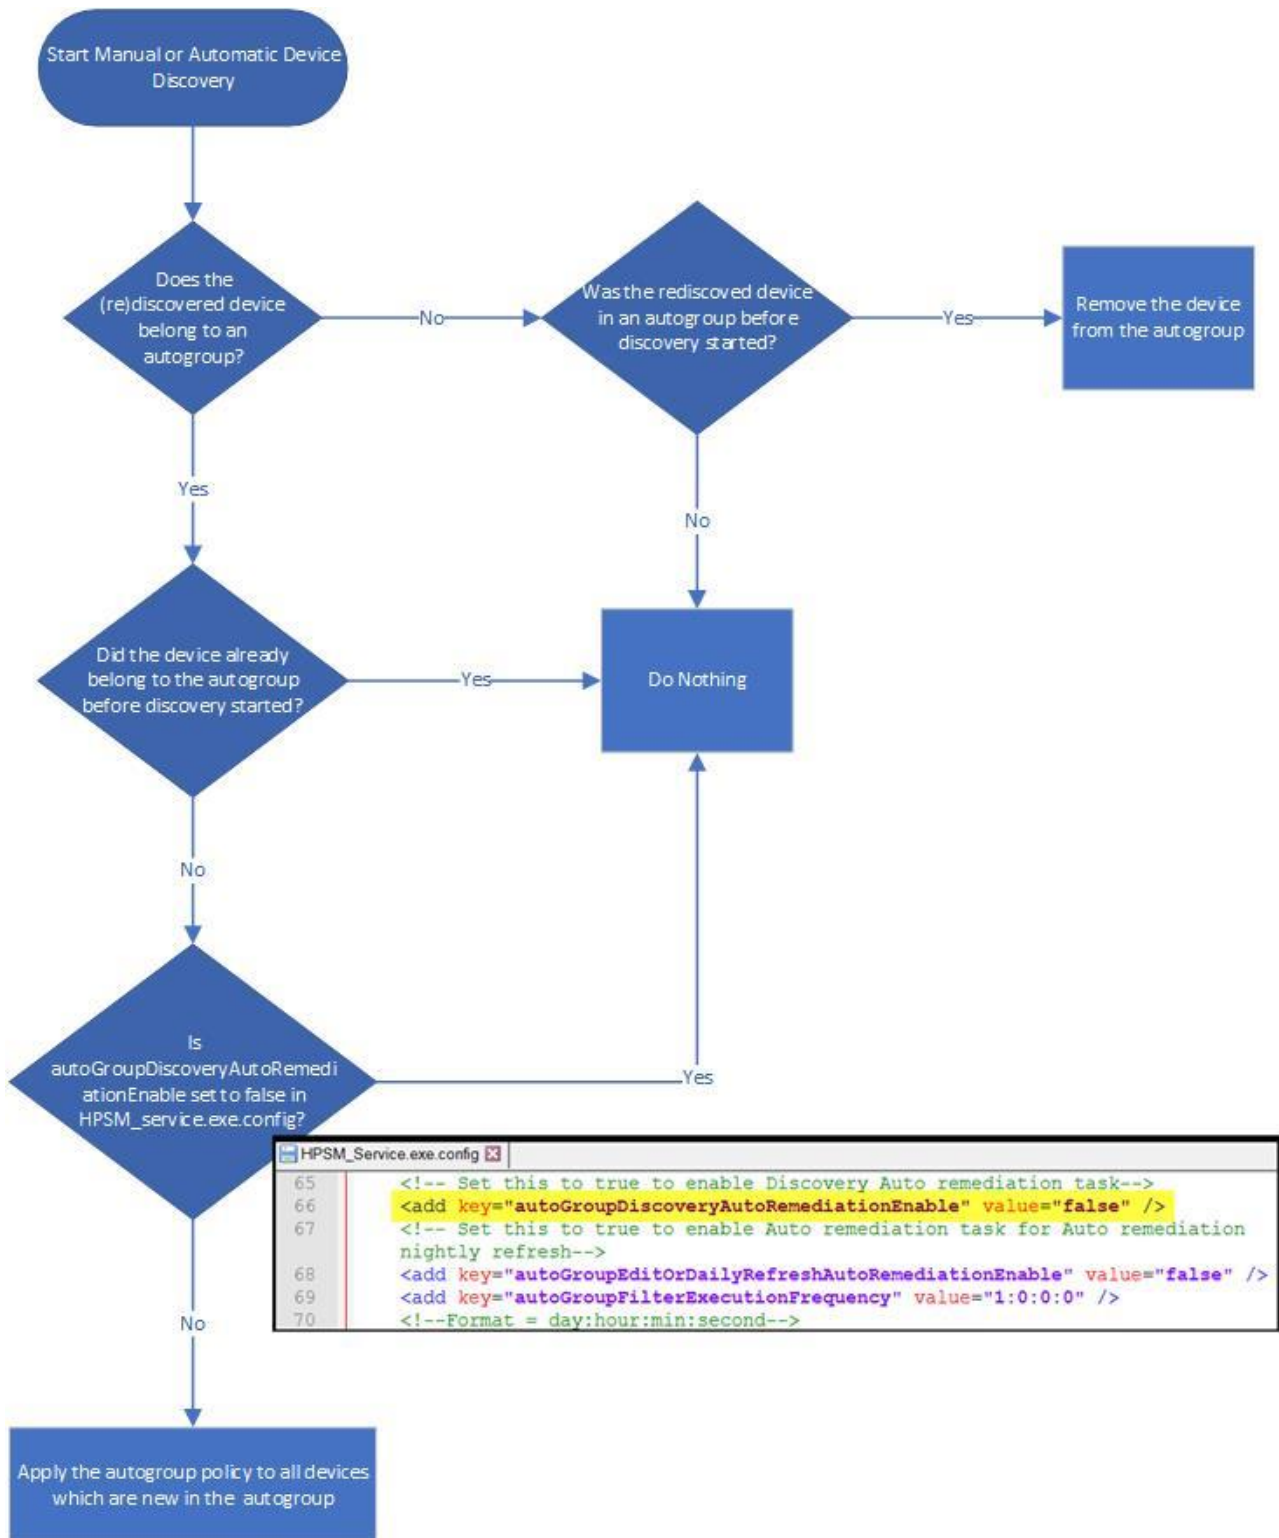 Start Manual or Automatic Device
Discovery
Does the
(re)discovered device
belong to an
autogroup?
No
Was the rediscoved device
in an autogroup before
discovery started?
Yes
Remove the device
from the autogroup
Yes
No
Did the device already
belong to the autogroup
before discovery started?
Yes
Do Nothing
No
Is
autoGroupDiscoveryAutoRemedi
ationEnable set to false in
HPSM_service.exe.config?
Yes
HPSM_Service.exe.config
65 <!-- Set this to true to enable Discovery Auto remediation task-->
66 <add key="autoGroupDiscoveryAutoRemediationEnable" value="false" />
67 <!-- Set this to true to enable Auto remediation task for Auto remediation
nightly refresh-->
68 <add key="autoGroupEditOrDailyRefreshAutoRemediationEnable" value="false" />
69 <add key="autoGroupFilterExecutionFrequency" value="1:0:0:0" />
70 <!--Format = day:hour:min:second-->
No
Apply the autogroup policy to all devices
which are new in the autogroup